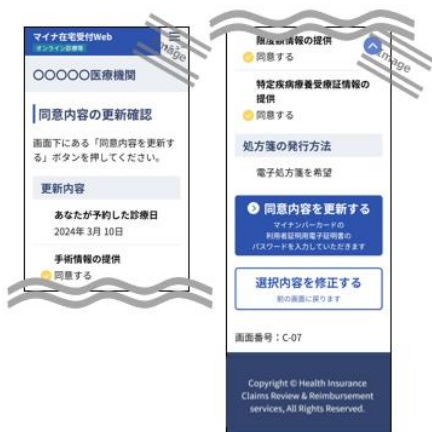 マイナ在宅受付Web
オンライン診療等
メニュー
Image
〇〇〇〇〇医療機関
同意内容の更新確認
画面下にある「同意内容を更新す
る」ボタンを押してください。
更新内容
あなたが予約した診療日
2024年 3月 10日
手術情報の提供
同意する
限度額情報の提供
同意する
Image
特定疾病療養受療証情報の
提供
同意する
処方箋の発行方法
電子処方箋を希望
同意内容を更新する
マイナンバーカードの
利用者証明用電子証明書の
パスワードを入力していただきます
選択内容を修正する
前の画面に戻ります
画面番号：C-07
Copyright © Health Insurance
Claims Review & Reimbursement
services, All Rights Reserved.